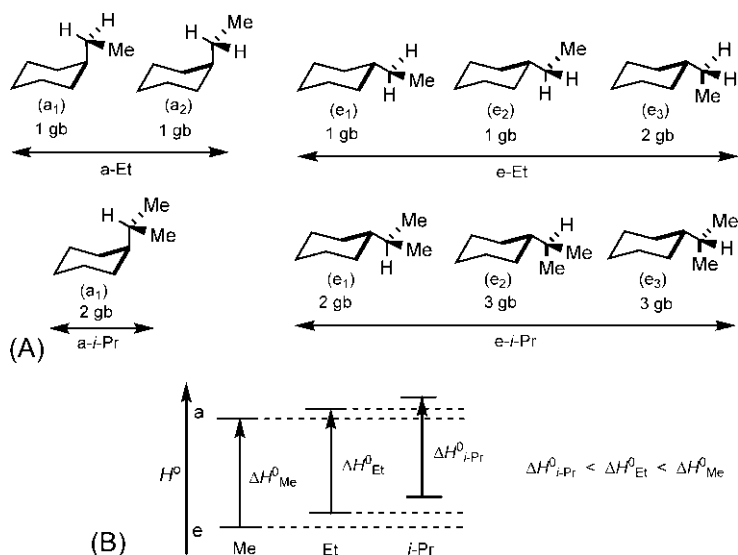 H H Me
(a₁)
1 gb
Me H H
(a₂)
1 gb
a-Et
H Me H
(e₁)
1 gb
Me H H
(e₂)
1 gb
H H Me
(e₃)
2 gb
e-Et
H Me Me
(a₁)
2 gb
a-i-Pr
Me Me H
(e₁)
2 gb
H Me Me
(e₂)
3 gb
Me H Me
(e₃)
3 gb
e-i-Pr
(A)
H⁰
a
e
ΔH⁰Me
ΔH⁰Et
ΔH⁰i-Pr
ΔH⁰i-Pr < ΔH⁰Et < ΔH⁰Me
Me Et i-Pr
(B)